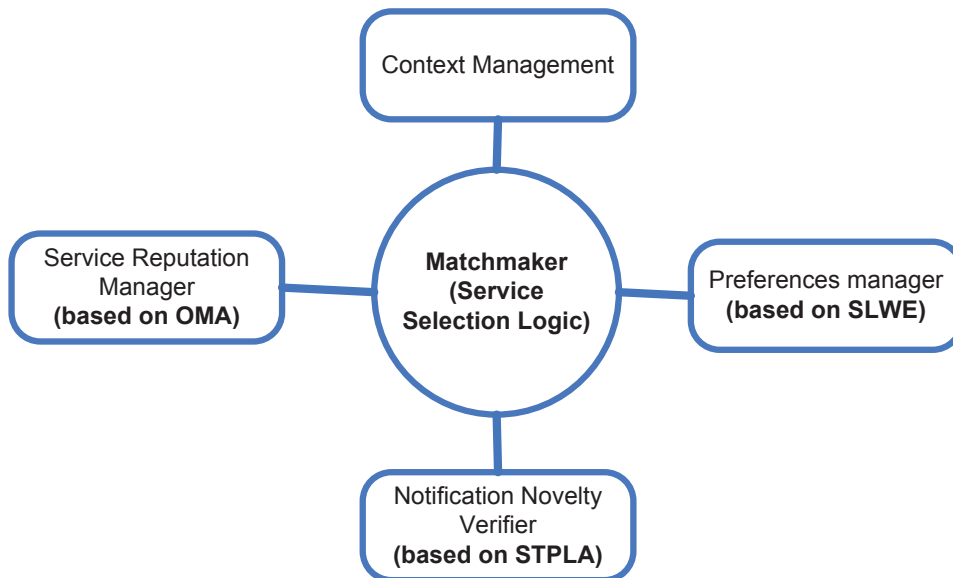 Context Management
Service Reputation
Manager
(based on OMA)
Matchmaker
(Service
Selection Logic)
Preferences manager
(based on SLWE)
Notification Novelty
Verifier
(based on STPLA)